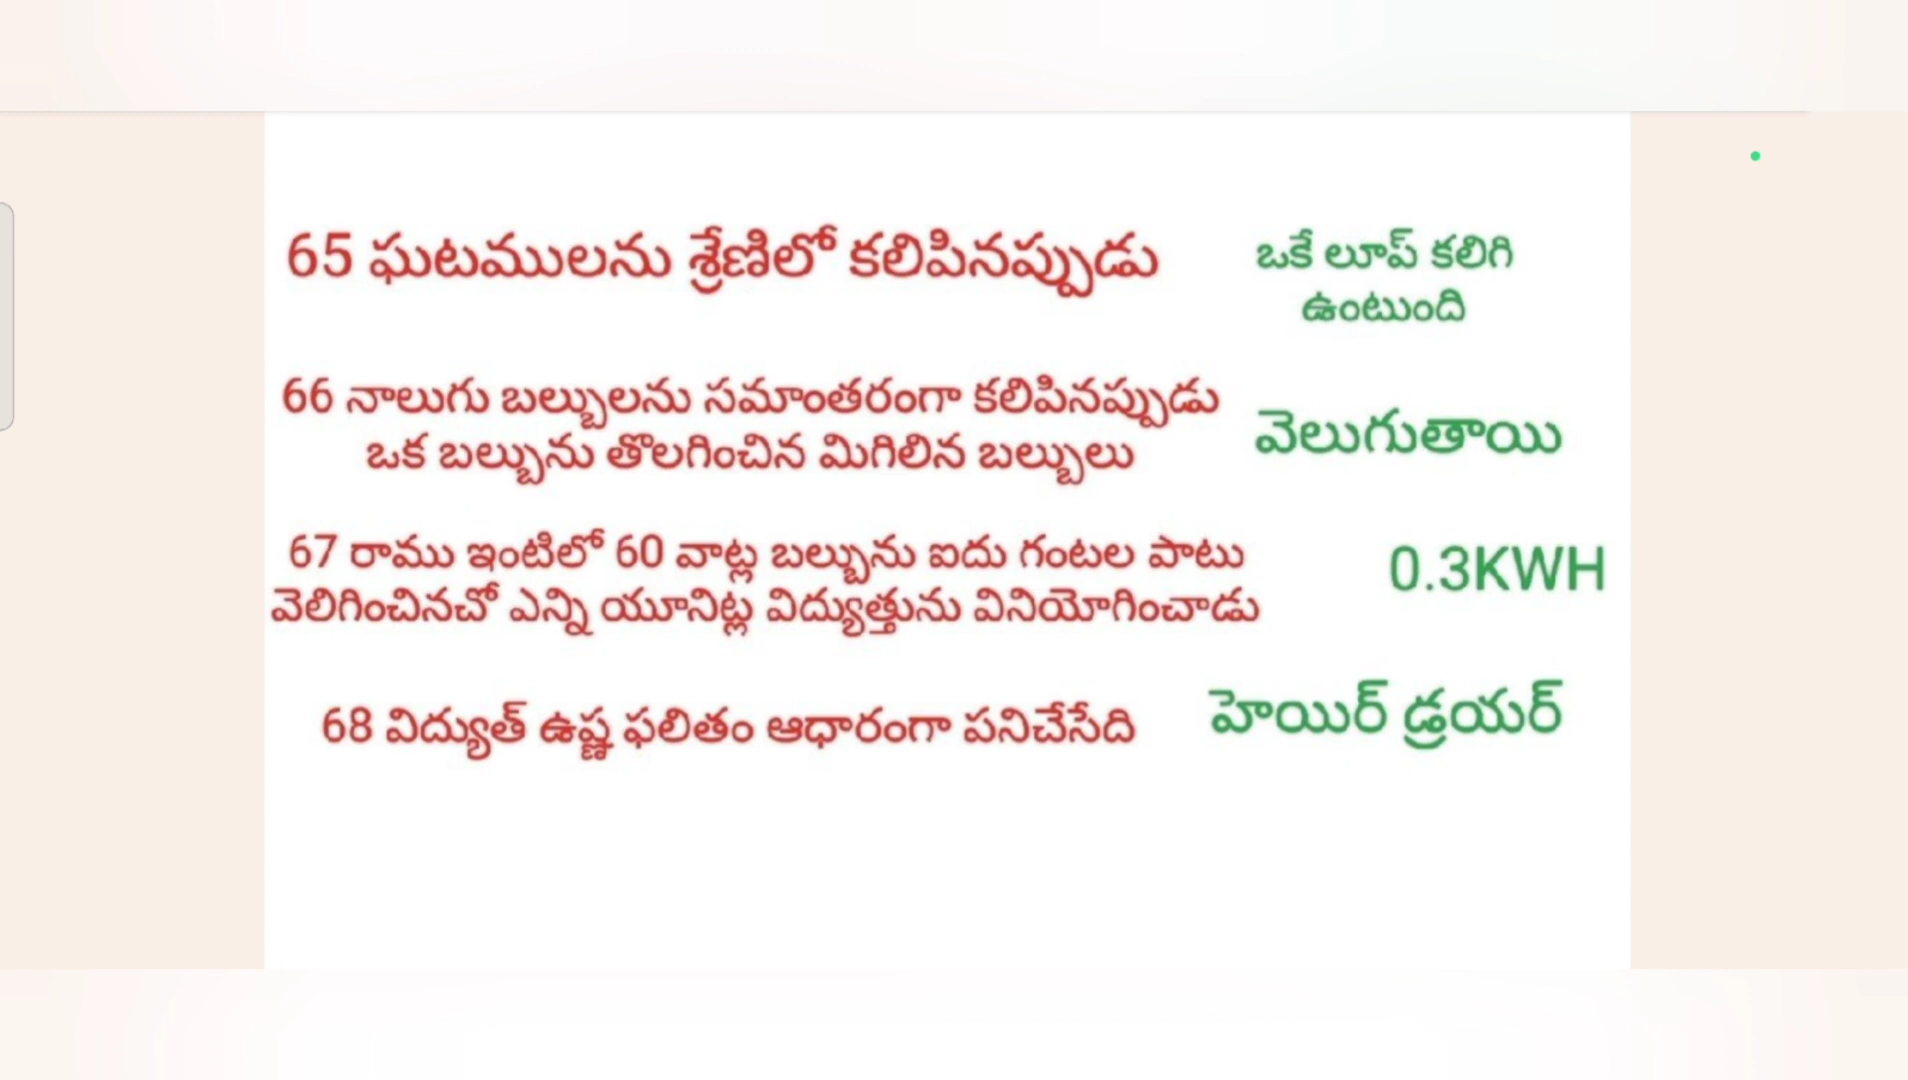 65 ఘటములను శ్రేణిలో కలిపినప్పుడు
ఒకే లూప్ కలిగి
ఉంటుంది
66 నాలుగు బల్బులను సమాంతరంగా కలిపినప్పుడు
ఒక బల్బును తొలగించిన మిగిలిన బల్బులు
వెలుగుతాయి
67 రాము ఇంటిలో 60 వాట్ల బల్బును ఐదు గంటల పాటు
వెలిగించినచో ఎన్ని యూనిట్ల విద్యుత్తును వినియోగించాడు
0.3KWH
68 విద్యుత్ ఉష్ణ ఫలితం ఆధారంగా పనిచేసేది
హెయిర్ డ్రయర్